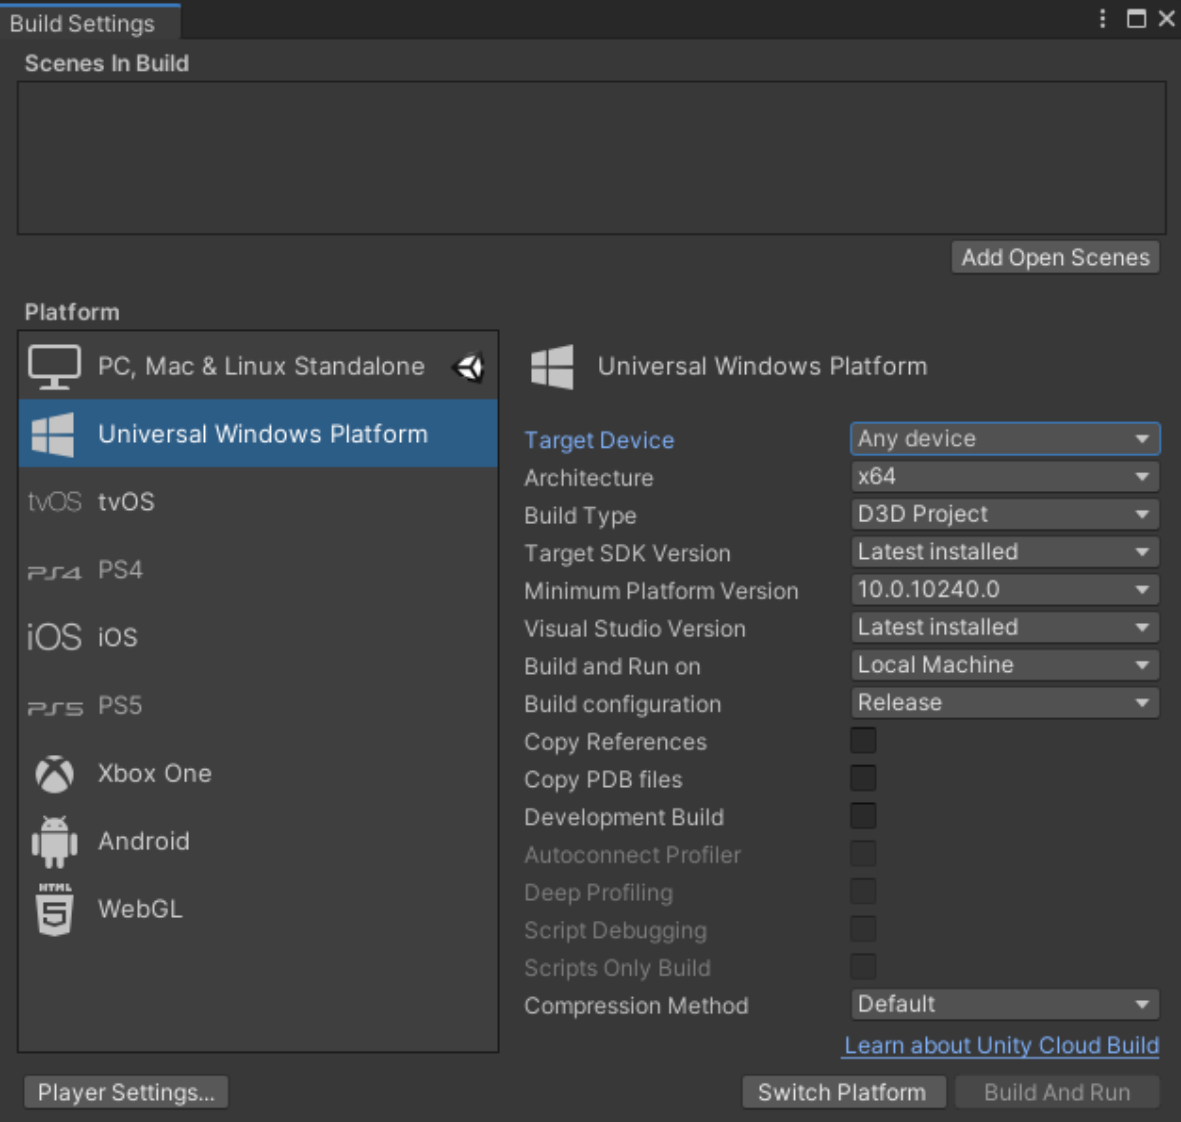 Build Settings
Scenes In Build
Add Open Scenes
Platform
PC, Mac & Linux Standalone
Universal Windows Platform
tvOS tvOS
PS4 PS4
iOS iOS
PS5 PS5
Xbox One
Android
HTML 5 WebGL
Universal Windows Platform
Target Device Any device
Architecture x64
Build Type D3D Project
Target SDK Version Latest installed
Minimum Platform Version 10.0.10240.0
Visual Studio Version Latest installed
Build and Run on Local Machine
Build configuration Release
Copy References
Copy PDB files
Development Build
Autoconnect Profiler
Deep Profiling
Script Debugging
Scripts Only Build
Compression Method Default
Learn about Unity Cloud Build
Player Settings... Switch Platform Build And Run